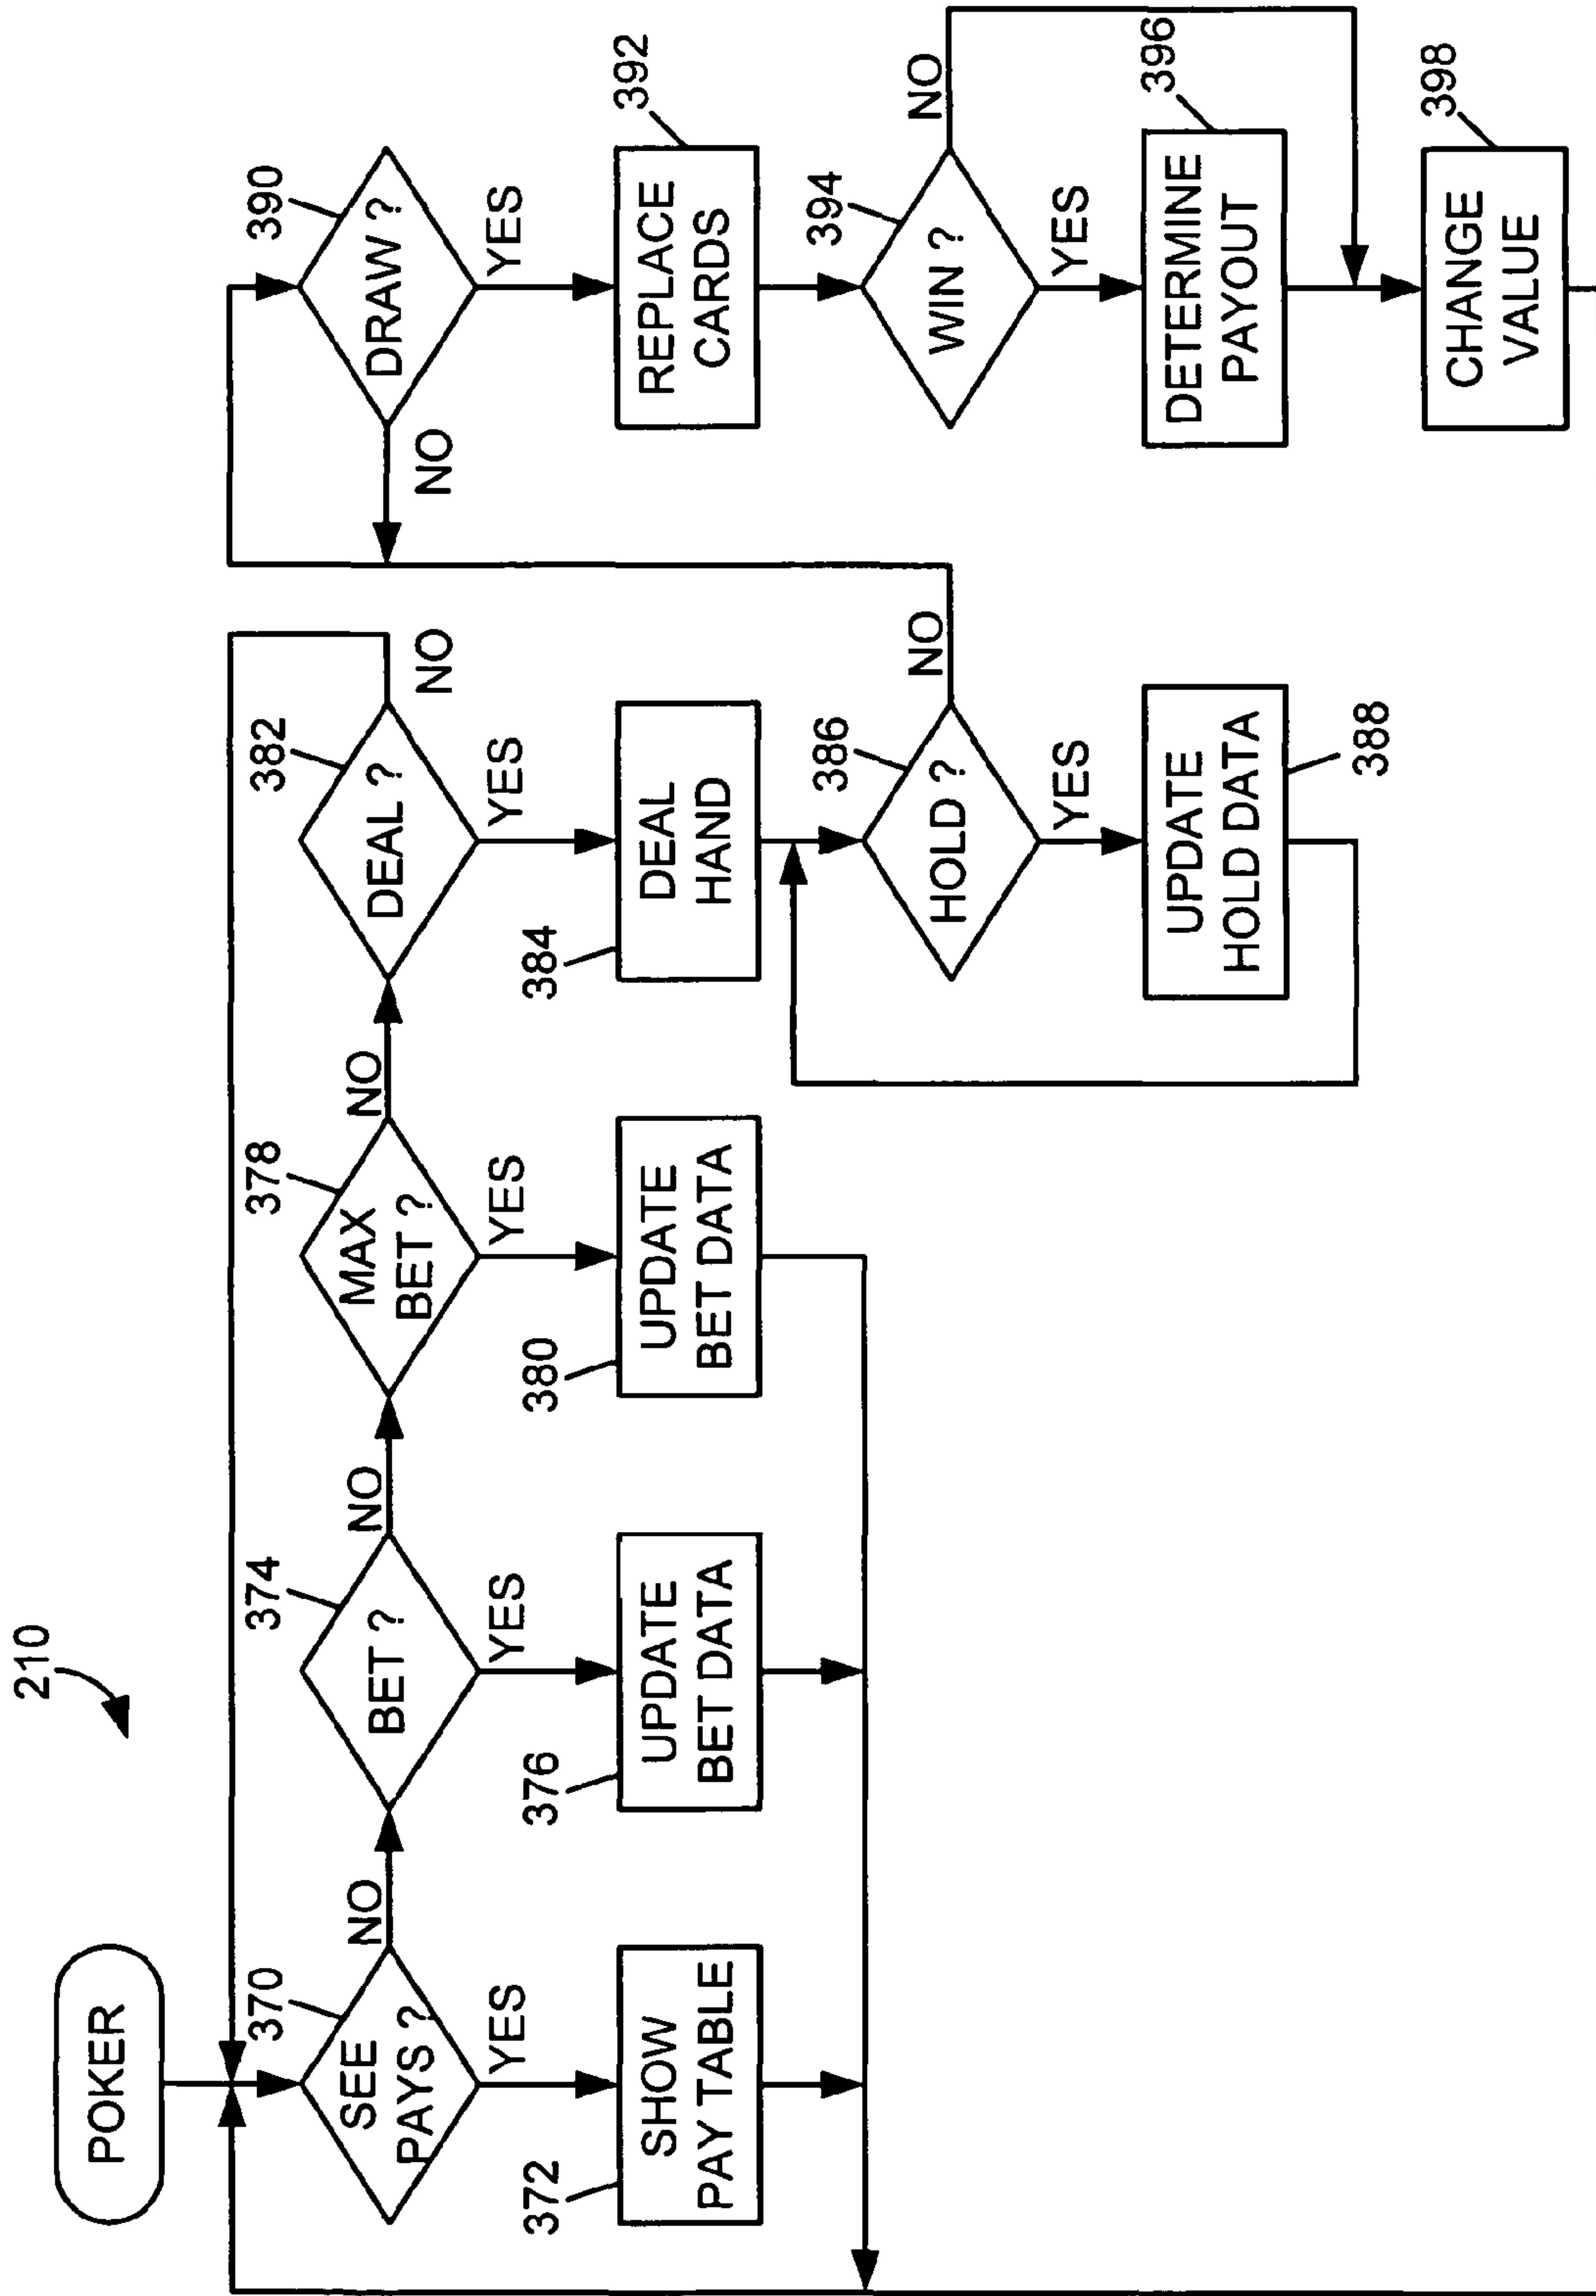 210
POKER
370
SEE
PAYS ?
NO
YES
372
SHOW
PAY TABLE
374
BET ?
NO
YES
376
UPDATE
BET DATA
378
MAX
BET ?
NO
YES
380
UPDATE
BET DATA
382
DEAL ?
NO
YES
384
DEAL
HAND
386
HOLD ?
NO
YES
UPDATE
HOLD DATA
388
390
DRAW ?
NO
YES
392
REPLACE
CARDS
394
WIN ?
NO
YES
396
DETERMINE
PAYOUT
398
CHANGE
VALUE